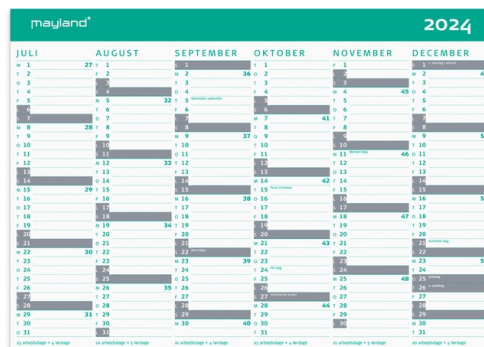 mayland
2024
JULI AUGUST SEPTEMBER OKTOBER NOVEMBER DECEMBER
M 1 27 T 1 S 1 T 1 F 1 S 1
T 2 F 2 M 2 36 O 2 S 2 M 2
O 3 S 3 T 3 T 3 S 3 T 3
T 4 S 4 O 4 F 4 M 4 45 O 4
F 5 M 5 32 T 5 S 5 T 5 T 5
S 6 T 6 F 6 S 6 O 6 F 6
S 7 O 7 S 7 M 7 41 T 7 S 7
M 8 28 T 8 S 8 T 8 F 8 S 8
T 9 F 9 M 9 37 O 9 S 9 M 9
O 10 S 10 T 10 T 10 S 10 T 10
T 11 S 11 O 11 F 11 M 11 46 O 11
F 12 M 12 33 T 12 S 12 T 12 T 12
S 13 T 13 F 13 S 13 O 13 F 13
S 14 O 14 S 14 M 14 42 T 14 S 14
M 15 29 T 15 S 15 T 15 F 15 S 15
T 16 F 16 M 16 38 O 16 S 16 M 16
O 17 S 17 T 17 T 17 S 17 T 17
T 18 S 18 O 18 F 18 M 18 47 O 18
F 19 M 19 34 T 19 S 19 T 19 T 19
S 20 T 20 F 20 S 20 O 20 F 20
S 21 O 21 S 21 M 21 43 T 21 S 21
M 22 30 T 22 S 22 T 22 F 22 S 22
T 23 F 23 M 23 39 O 23 S 23 M 23
O 24 S 24 T 24 T 24 S 24 T 24
T 25 S 25 O 25 F 25 M 25 48 O 25
F 26 M 26 35 T 26 S 26 T 26 T 26
S 27 T 27 F 27 S 27 O 27 F 27
S 28 O 28 S 28 M 28 44 T 28 S 28
M 29 31 T 29 S 29 T 29 F 29 S 29
T 30 F 30 M 30 40 O 30 S 30 M 30
O 31 S 31 T 31 T 31
23 arbejdsdage + 4 lørdage